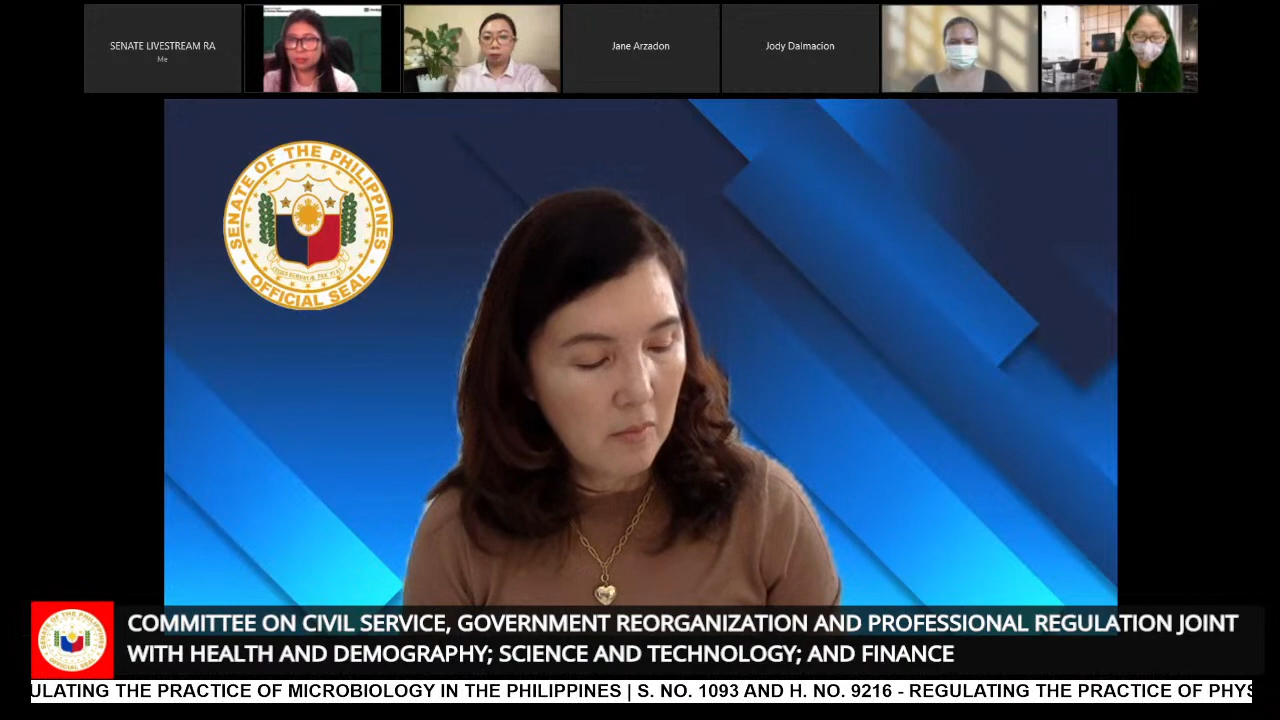 SENATE LIVESTREAM RA
Me
Jane Arzadon
Jody Dalmacion
SENATE OF THE PHILIPPINES
OFFICIAL SEAL
COMMITTEE ON CIVIL SERVICE, GOVERNMENT REORGANIZATION AND PROFESSIONAL REGULATION JOINT
WITH HEALTH AND DEMOGRAPHY; SCIENCE AND TECHNOLOGY; AND FINANCE
ULATING THE PRACTICE OF MICROBIOLOGY IN THE PHILIPPINES | S. NO. 1093 AND H. NO. 9216 - REGULATING THE PRACTICE OF PHYS